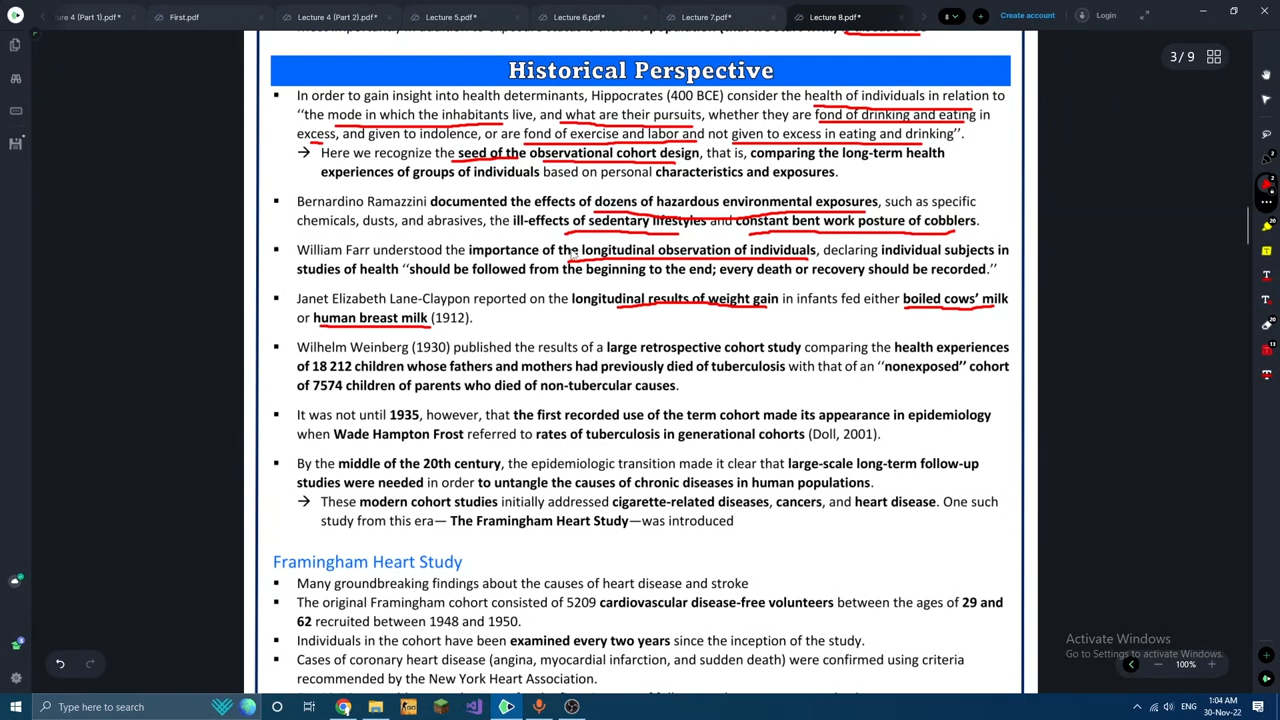 4 (Part 1).pdf*
First.pdf
Lecture 4 (Part 2).pdf*
Lecture 5.pdf*
Lecture 6.pdf*
Lecture 7.pdf*
Lecture 8.pdf*
8
Create account
Login
3 / 9
Historical Perspective
▪ In order to gain insight into health determinants, Hippocrates (400 BCE) consider the health of individuals in relation to
“the mode in which the inhabitants live, and what are their pursuits, whether they are fond of drinking and eating in
excess, and given to indolence, or are fond of exercise and labor and not given to excess in eating and drinking”.
→ Here we recognize the seed of the observational cohort design, that is, comparing the long-term health
experiences of groups of individuals based on personal characteristics and exposures.
▪ Bernardino Ramazzini documented the effects of dozens of hazardous environmental exposures, such as specific
chemicals, dusts, and abrasives, the ill-effects of sedentary lifestyles and constant bent work posture of cobblers.
▪ William Farr understood the importance of the longitudinal observation of individuals, declaring individual subjects in
studies of health “should be followed from the beginning to the end; every death or recovery should be recorded.’’
▪ Janet Elizabeth Lane-Claypon reported on the longitudinal results of weight gain in infants fed either boiled cows’ milk
or human breast milk (1912).
▪ Wilhelm Weinberg (1930) published the results of a large retrospective cohort study comparing the health experiences
of 18 212 children whose fathers and mothers had previously died of tuberculosis with that of an “nonexposed” cohort
of 7574 children of parents who died of non-tubercular causes.
▪ It was not until 1935, however, that the first recorded use of the term cohort made its appearance in epidemiology
when Wade Hampton Frost referred to rates of tuberculosis in generational cohorts (Doll, 2001).
▪ By the middle of the 20th century, the epidemiologic transition made it clear that large-scale long-term follow-up
studies were needed in order to untangle the causes of chronic diseases in human populations.
→ These modern cohort studies initially addressed cigarette-related diseases, cancers, and heart disease. One such
study from this era— The Framingham Heart Study—was introduced
Framingham Heart Study
▪ Many groundbreaking findings about the causes of heart disease and stroke
▪ The original Framingham cohort consisted of 5209 cardiovascular disease-free volunteers between the ages of 29 and
62 recruited between 1948 and 1950.
▪ Individuals in the cohort have been examined every two years since the inception of the study.
▪ Cases of coronary heart disease (angina, myocardial infarction, and sudden death) were confirmed using criteria
recommended by the New York Heart Association.
Activate Windows
Go to Settings to activate Windows.
100%
Type here to search
1:04 AM
30-Nov-22